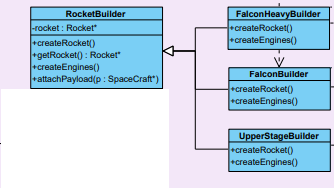 RocketBuilder
-rocket : Rocket*
+createRocket()
+getRocket() : Rocket*
+createEngines()
+attachPayload(p : SpaceCraft*)
FalconHeavyBuilder
+createRocket()
+createEngines()
FalconBuilder
+createRocket()
+createEngines()
UpperStageBuilder
+createRocket()
+createEngines()